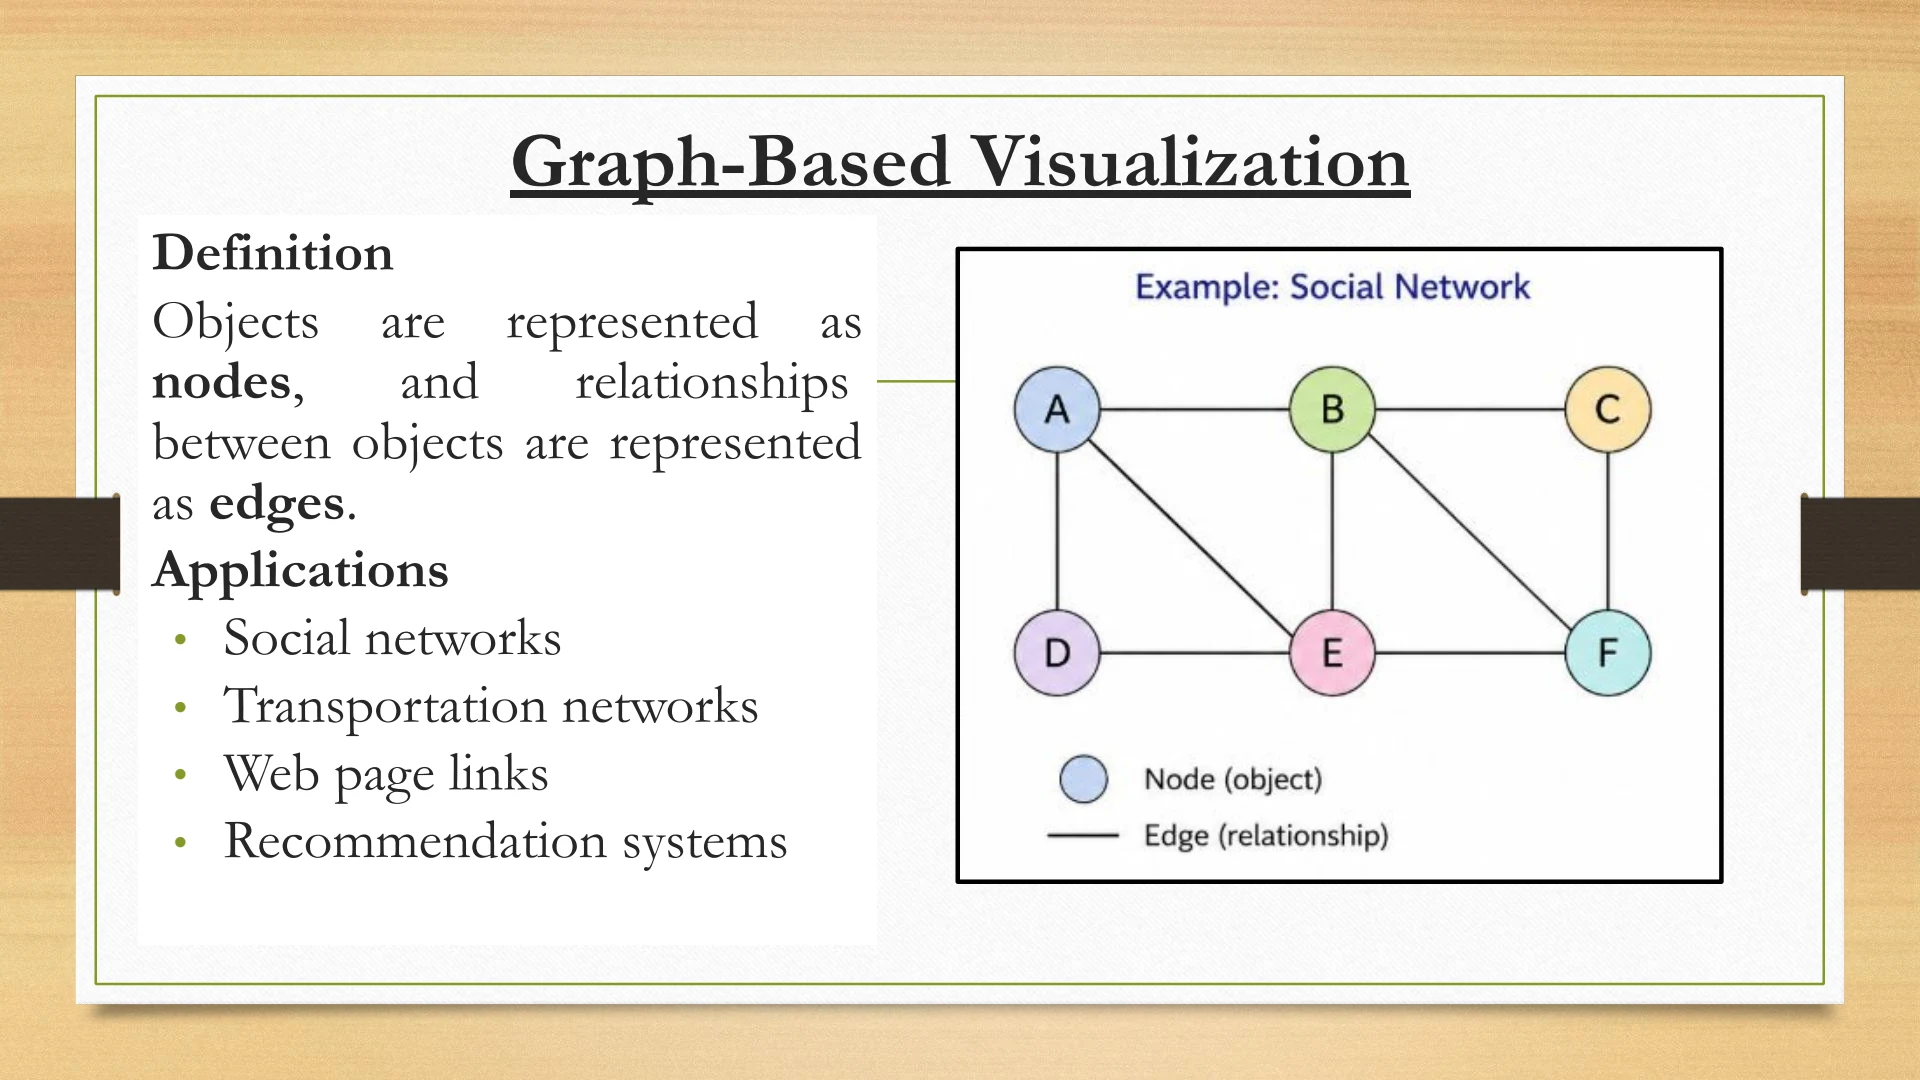 Graph-Based Visualization
Definition
Objects are represented as
nodes, and relationships
between objects are represented
as edges.
Applications
• Social networks
• Transportation networks
• Web page links
• Recommendation systems
Example: Social Network
A B C
D E F
Node (object)
Edge (relationship)